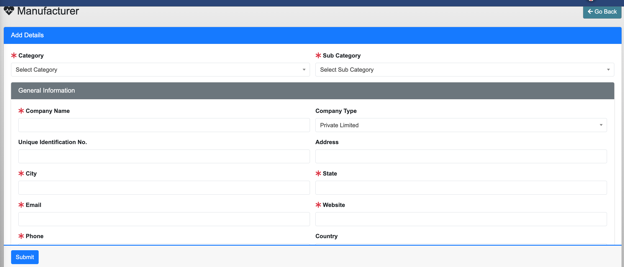 Manufacturer
Go Back
Add Details
* Category
* Sub Category
Select Category
Select Sub Category
General Information
* Company Name
Company Type
Private Limited
Unique Identification No.
Address
* City
* State
* Email
* Website
* Phone
Country
Submit